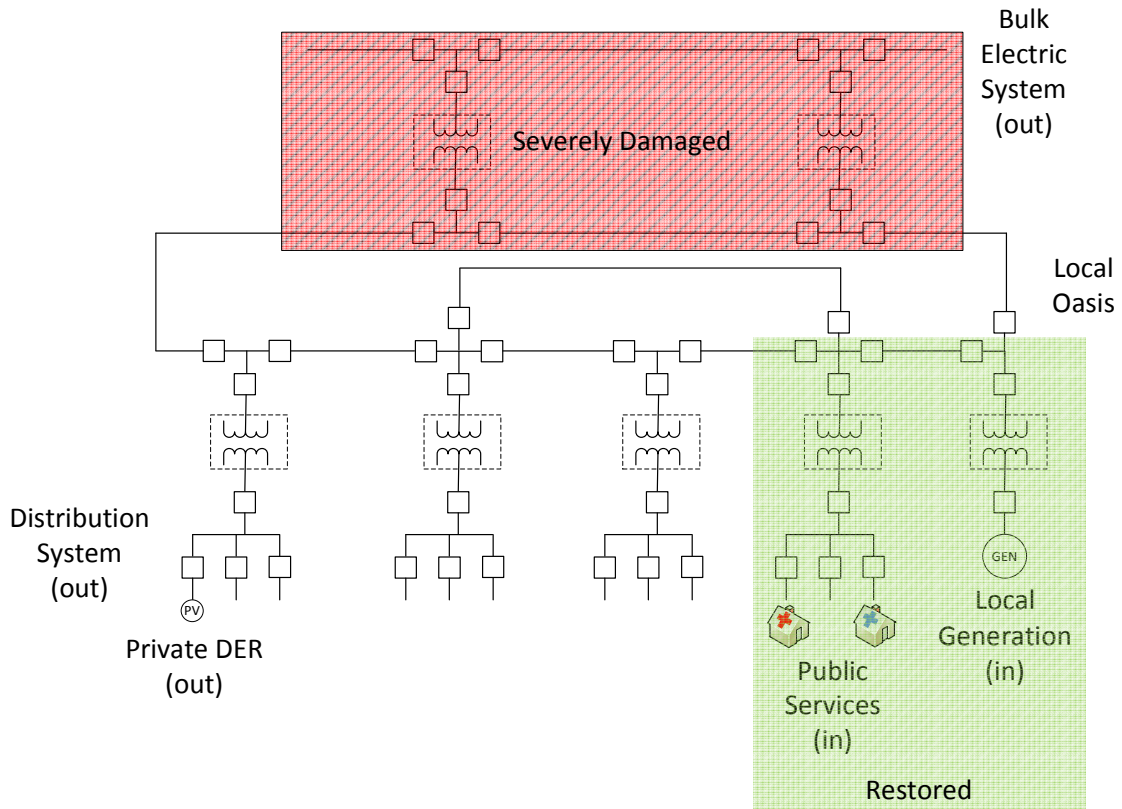 Bulk
Electric
System
(out)
Severely Damaged
Local
Oasis
Distribution
System
(out)
PV
Private DER
(out)
GEN
Local
Generation
(in)
Public
Services
(in)
Restored